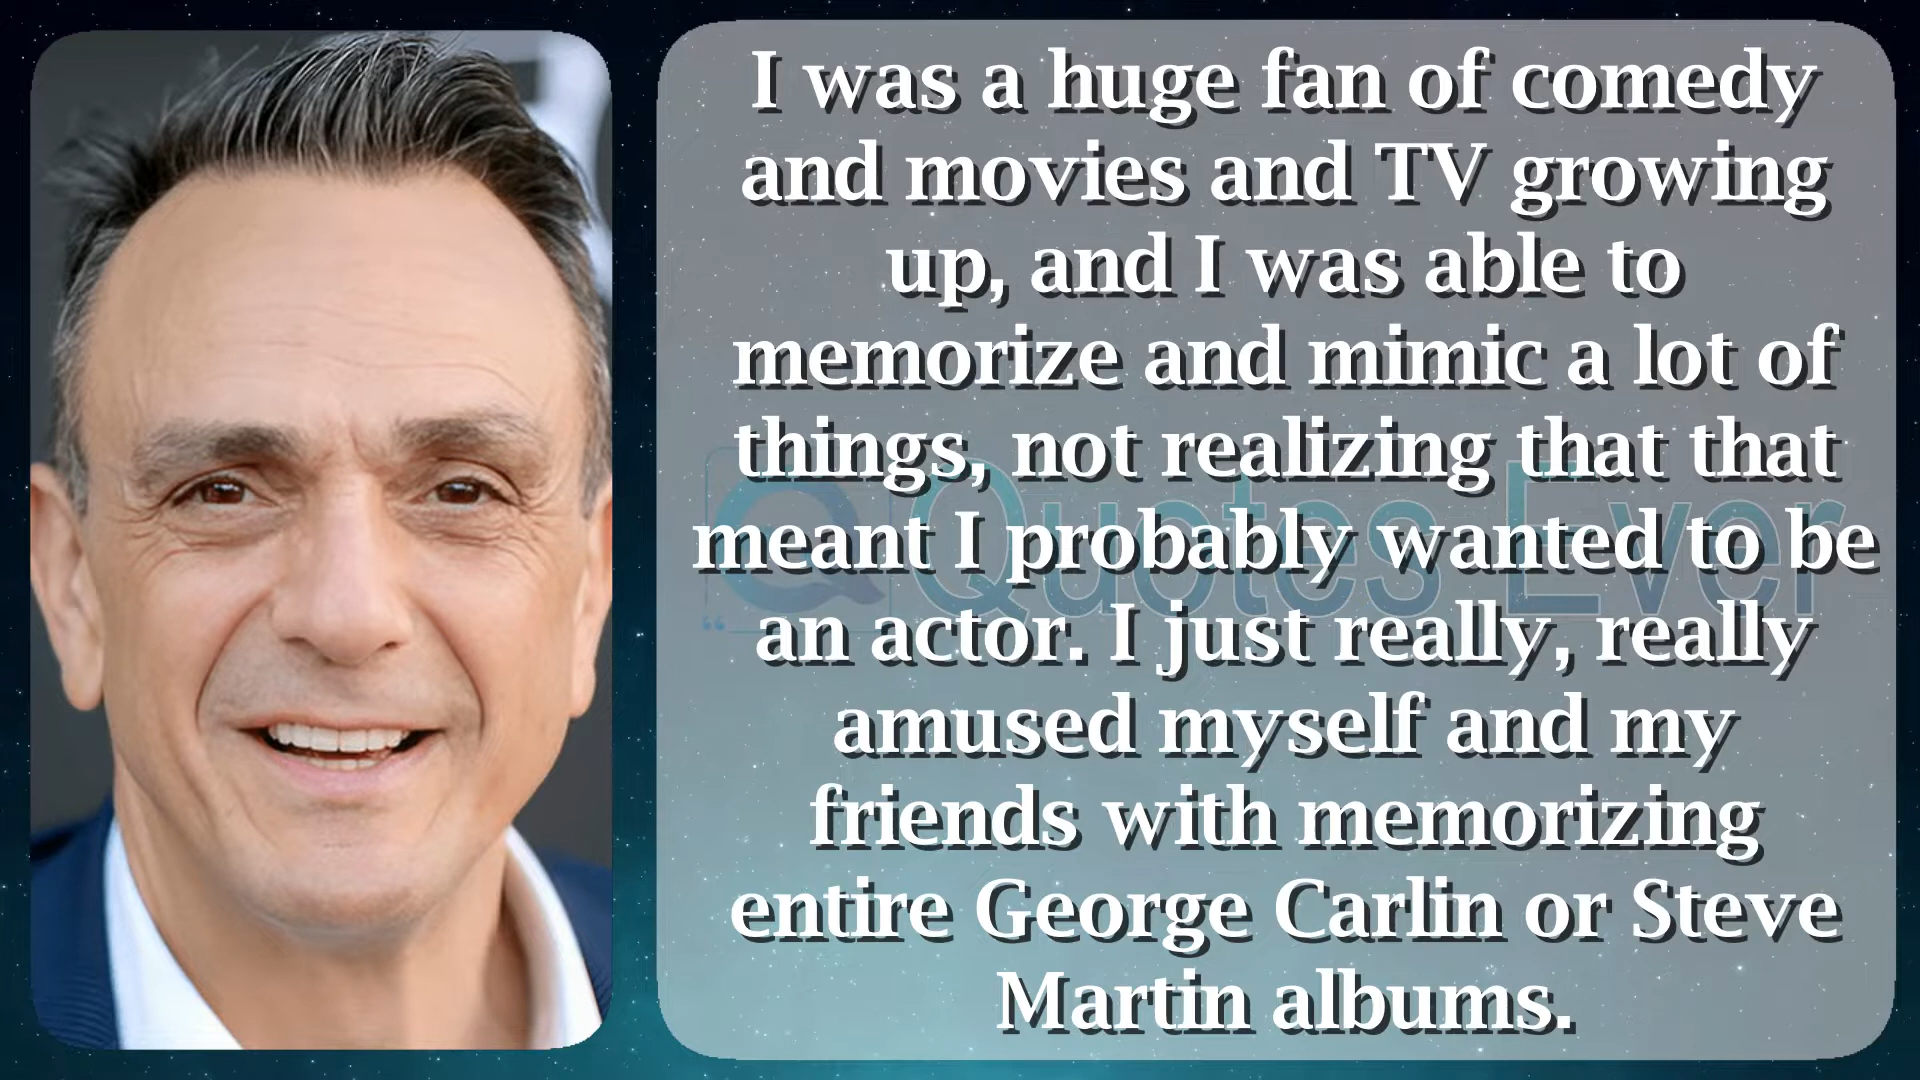 I was a huge fan of comedy
and movies and TV growing
up, and I was able to
memorize and mimic a lot of
things, not realizing that that
meant I probably wanted to be
an actor. I just really, really
amused myself and my
friends with memorizing
entire George Carlin or Steve
Martin albums.
Quotes Ever